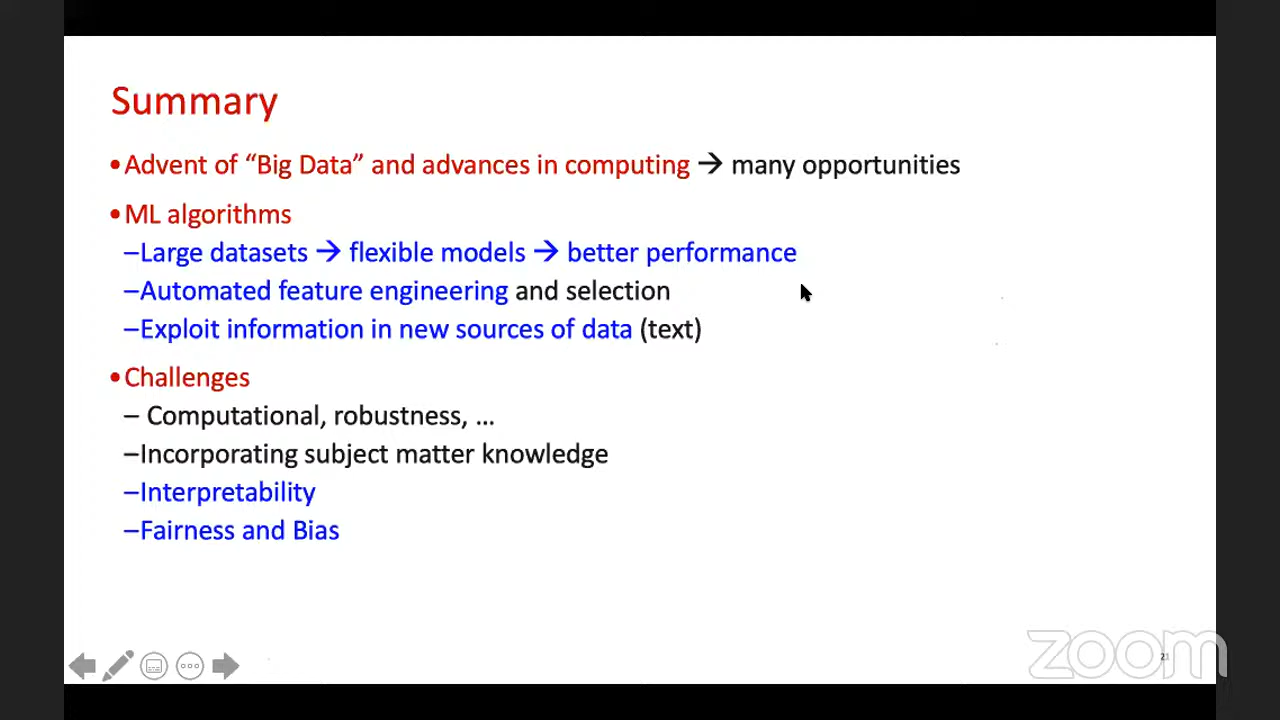 Summary
•Advent of “Big Data” and advances in computing → many opportunities
•ML algorithms
–Large datasets → flexible models → better performance
–Automated feature engineering and selection
–Exploit information in new sources of data (text)
•Challenges
– Computational, robustness, ...
–Incorporating subject matter knowledge
–Interpretability
–Fairness and Bias
zoom
21